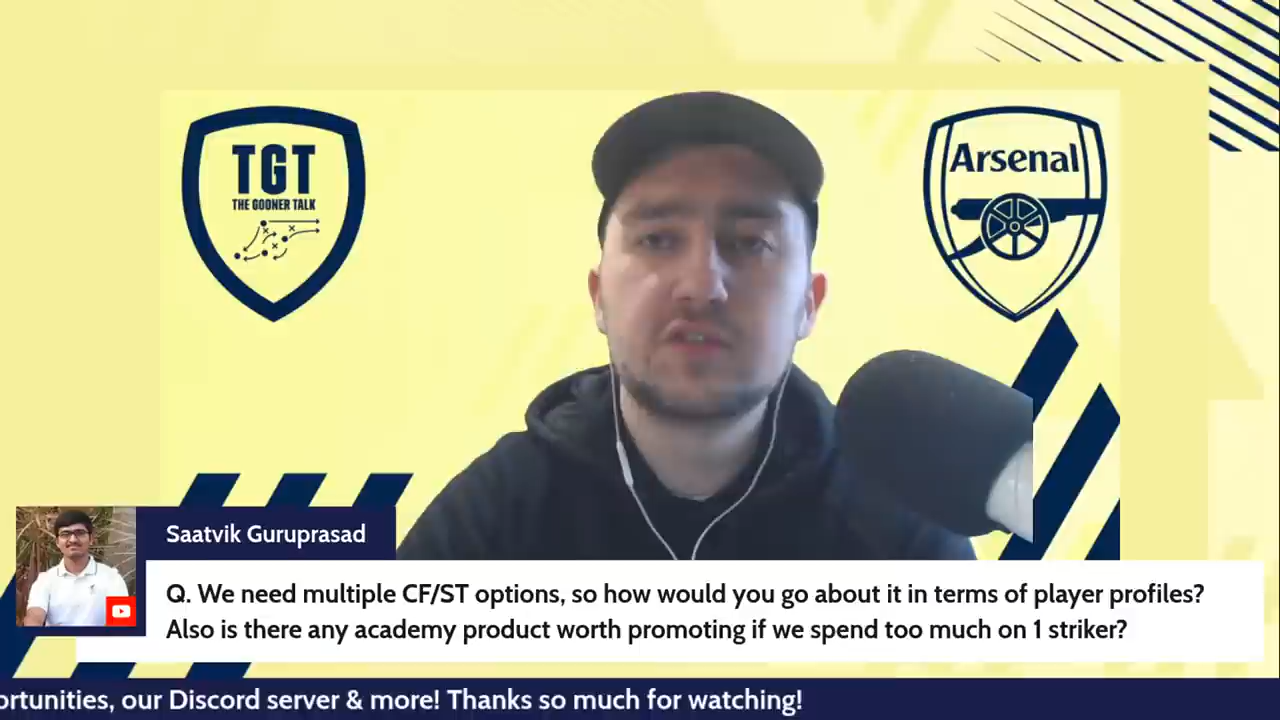 TGT
THE GOONER TALK
Arsenal
Saatvik Guruprasad
Q. We need multiple CF/ST options, so how would you go about it in terms of player profiles?
Also is there any academy product worth promoting if we spend too much on 1 striker?
ortunities, our Discord server & more! Thanks so much for watching!